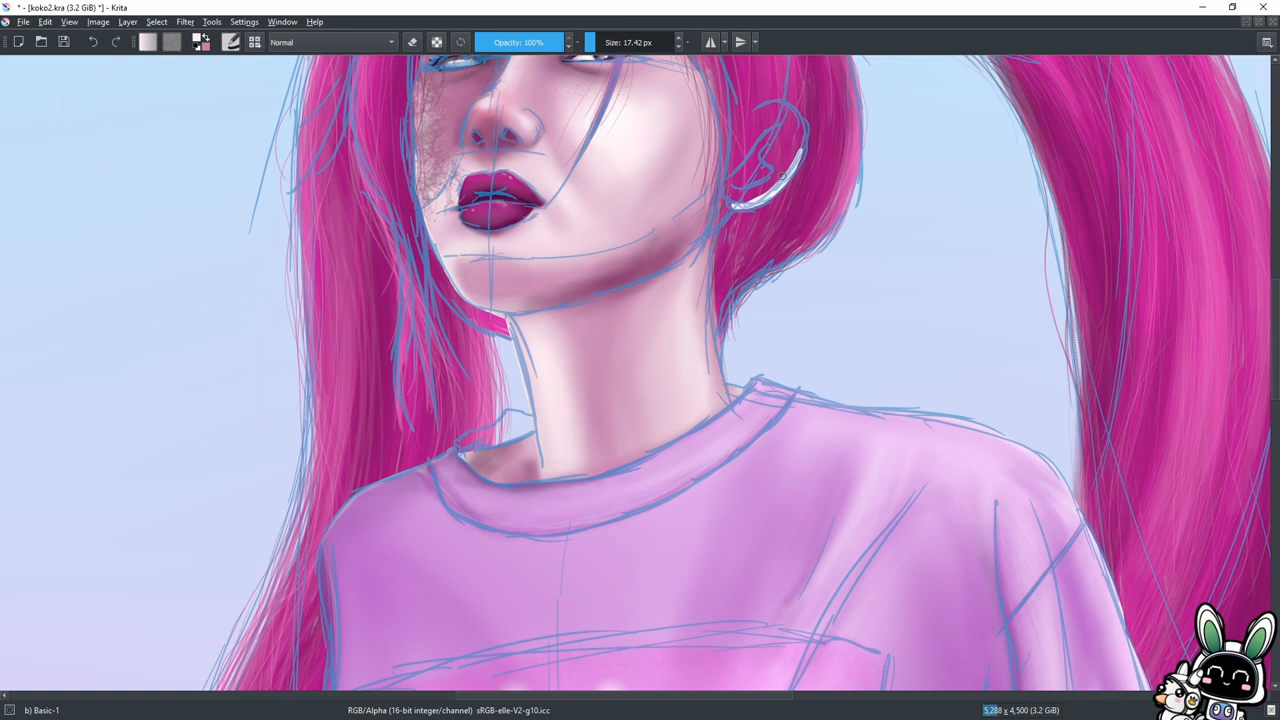 * - [koko2.kra (3.2 GiB) *] - Krita
File Edit View Image Layer Select Filter Tools Settings Window Help
Normal Opacity: 100% Size: 17.42 px
b) Basic-1 RGB/Alpha (16-bit integer/channel) sRGB-elle-V2-g10.icc 5,288 x 4,500 (3.2 GiB)